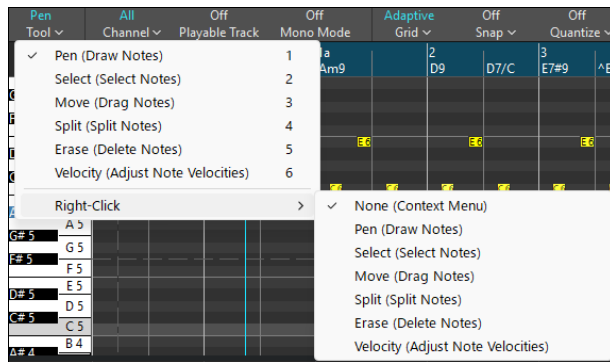 Pen All Off Off Adaptive Off Off
Tool Channel Playable Track Mono Mode Grid Snap Quantize
✓ Pen (Draw Notes) 1
Select (Select Notes) 2
Move (Drag Notes) 3
Split (Split Notes) 4
Erase (Delete Notes) 5
Velocity (Adjust Note Velocities) 6
Right-Click >
1a 2 3
Am9 D9 D7/C E7#9
E6 E6 E6
✓ None (Context Menu)
Pen (Draw Notes)
Select (Select Notes)
Move (Drag Notes)
Split (Split Notes)
Erase (Delete Notes)
Velocity (Adjust Note Velocities)
A 5
G# 5
G 5
F# 5
F 5
E 5
D# 5
D 5
C# 5
C 5
B 4
A# 4